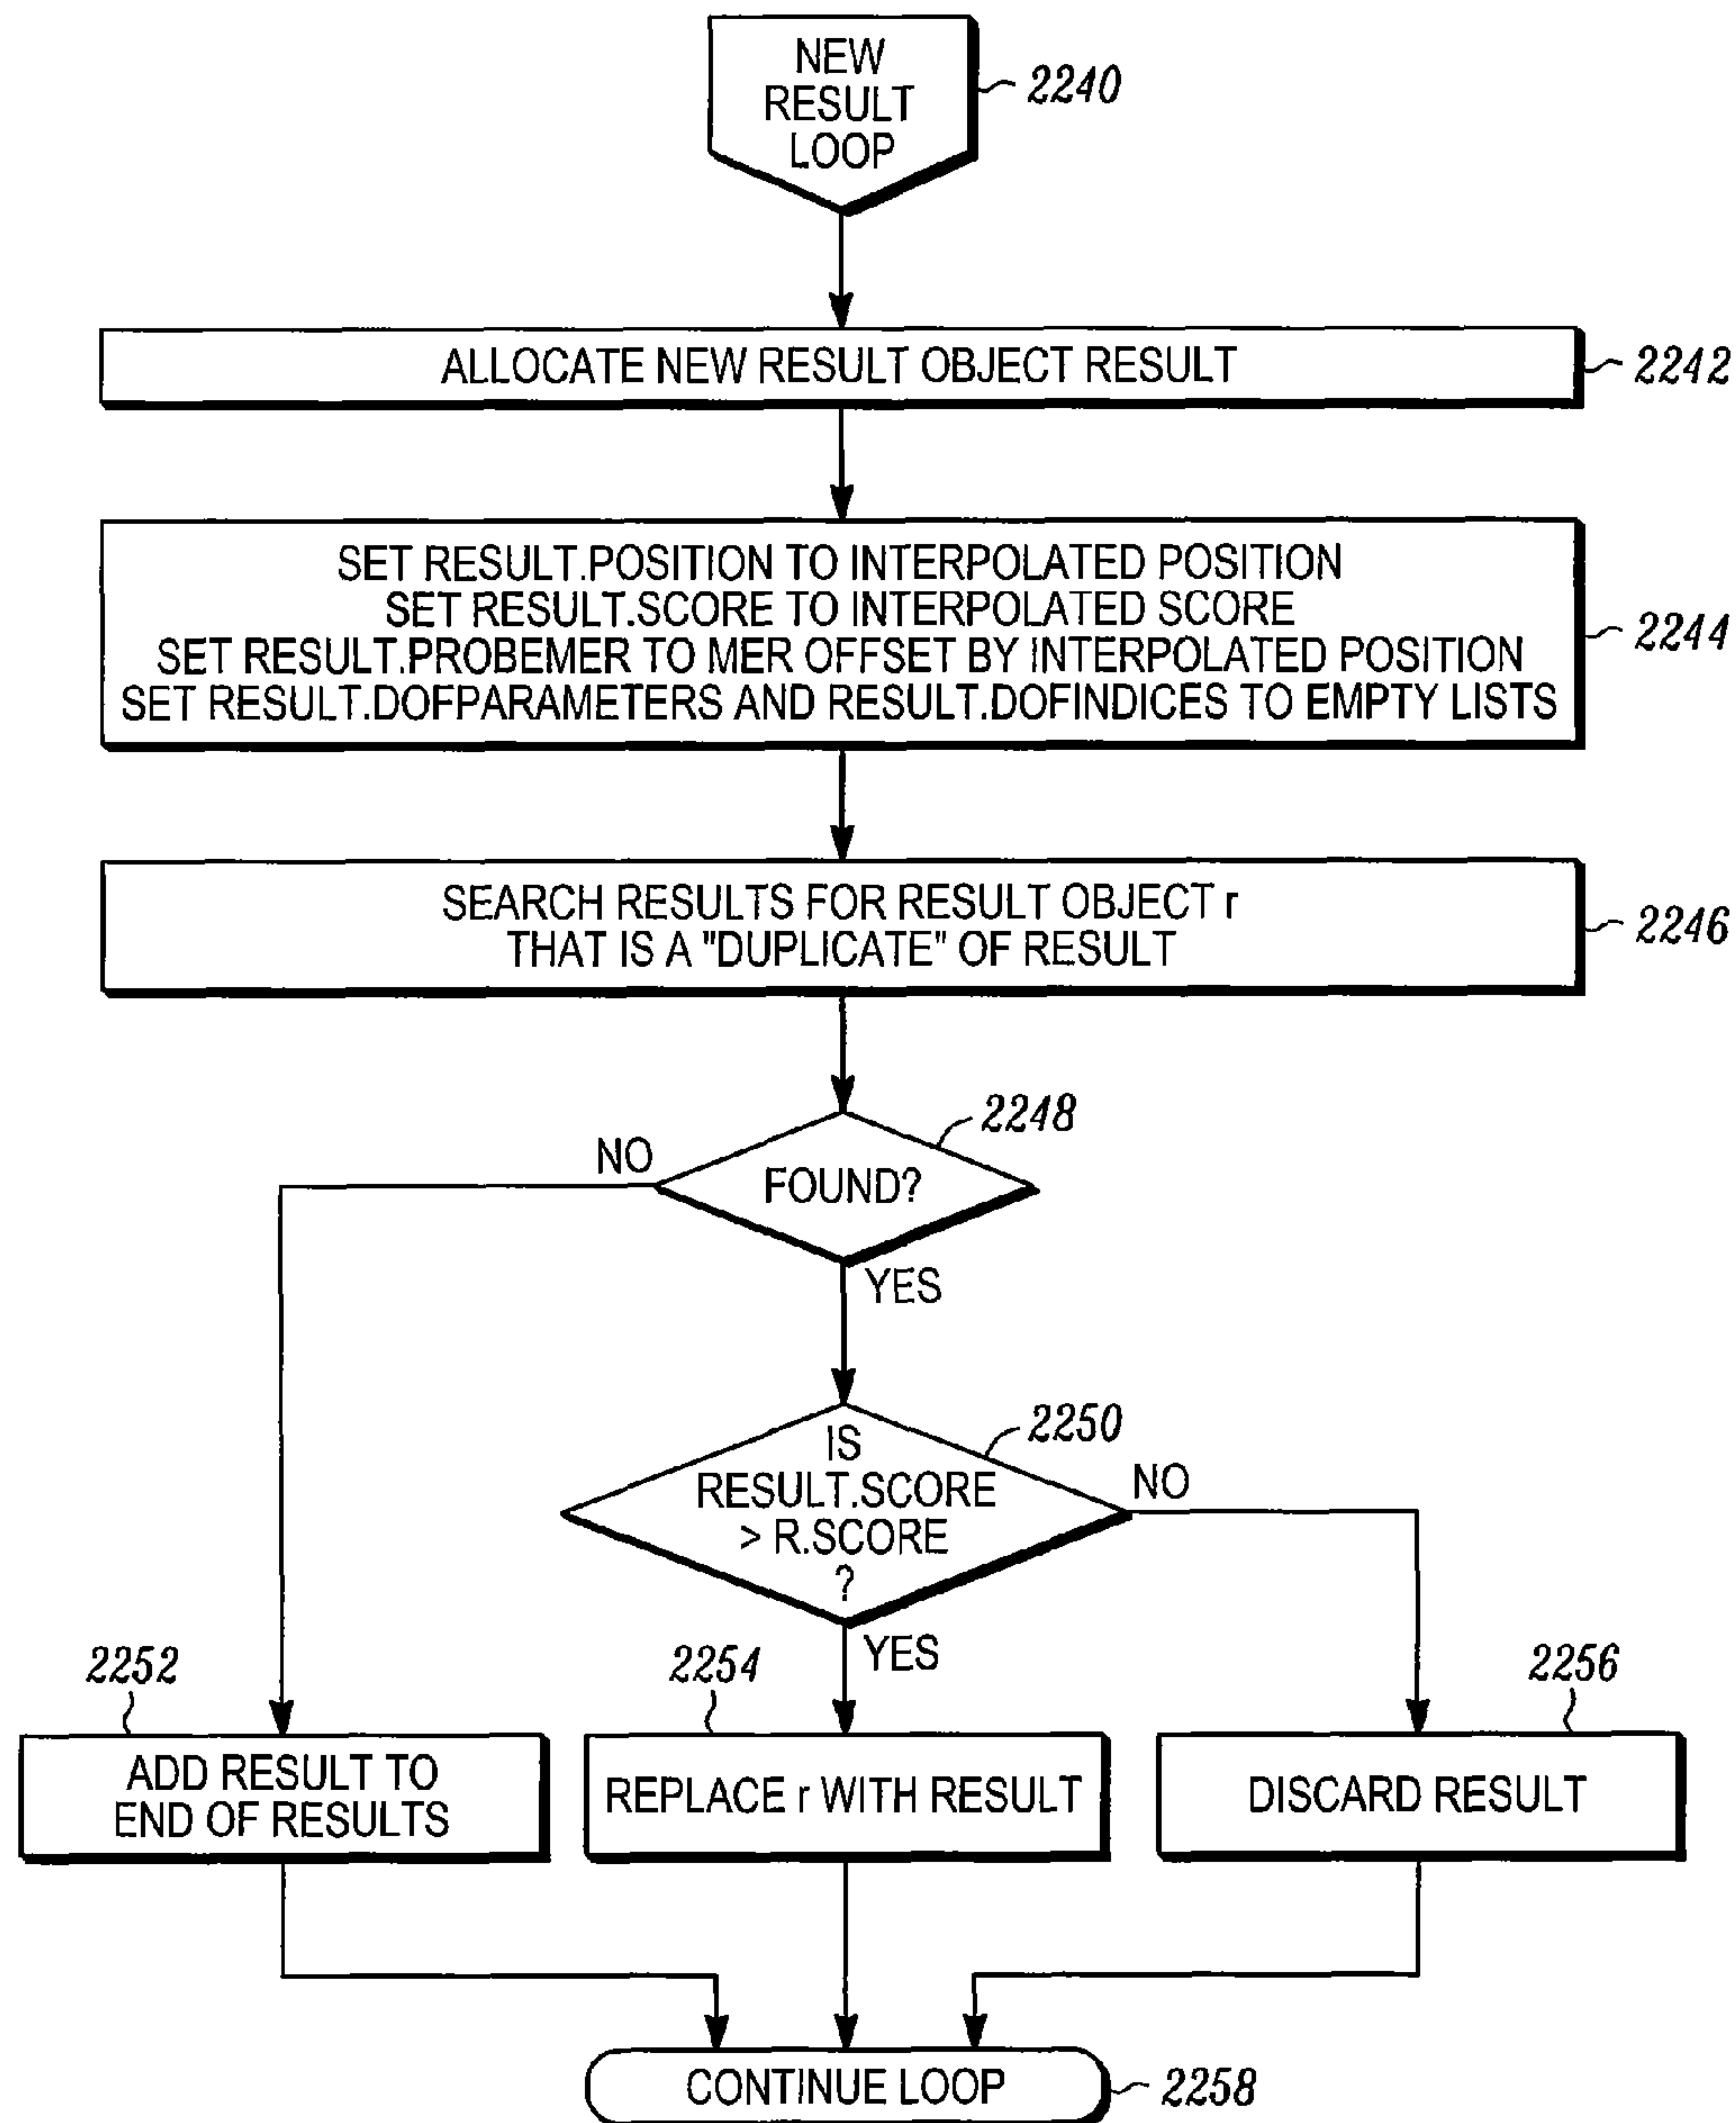 NEW
RESULT
LOOP
2240
ALLOCATE NEW RESULT OBJECT RESULT
2242
SET RESULT.POSITION TO INTERPOLATED POSITION
SET RESULT.SCORE TO INTERPOLATED SCORE
SET RESULT.PROBEMER TO MER OFFSET BY INTERPOLATED POSITION
SET RESULT.DOFPARAMETERS AND RESULT.DOFINDICES TO EMPTY LISTS
2244
SEARCH RESULTS FOR RESULT OBJECT r
THAT IS A "DUPLICATE" OF RESULT
2246
2248
NO
FOUND?
YES
2250
IS
RESULT.SCORE
> R.SCORE
?
NO
YES
2252
2254
2256
ADD RESULT TO
END OF RESULTS
REPLACE r WITH RESULT
DISCARD RESULT
CONTINUE LOOP
2258